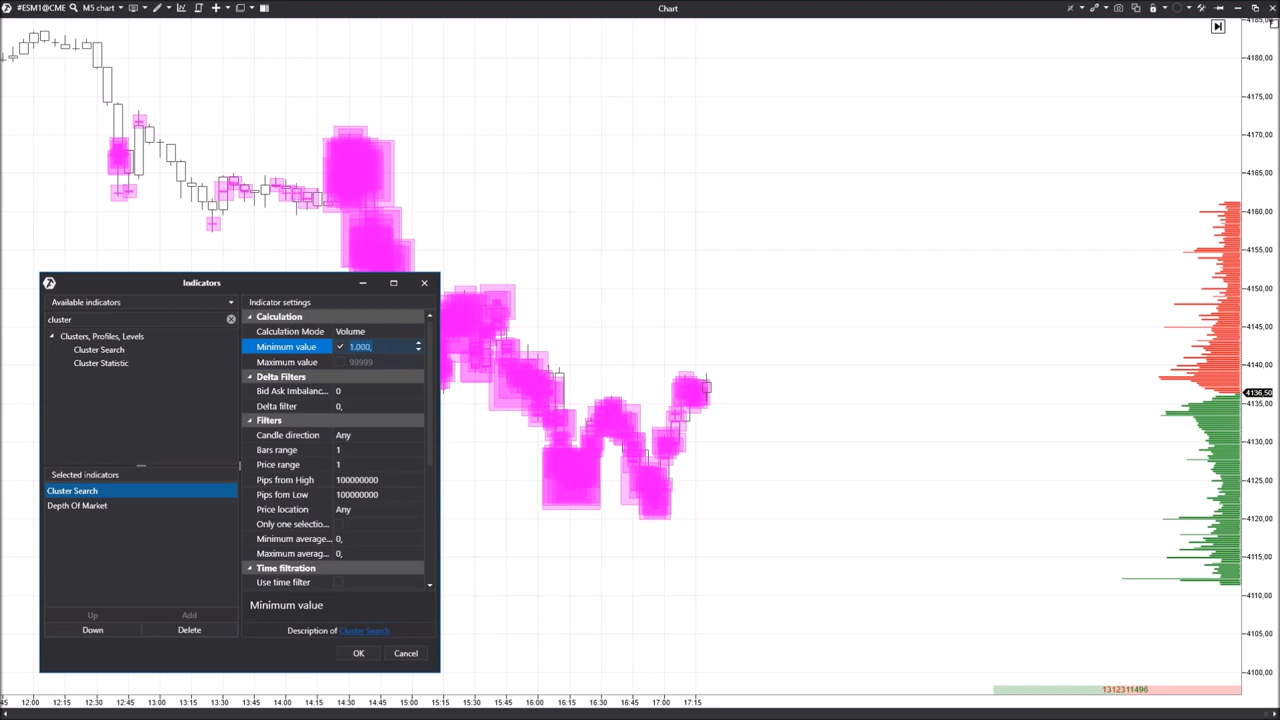 #ESM1@CME M5 chart Chart
4185,00
4180,00
4175,00
4170,00
4165,00
4160,00
4155,00
4150,00
4145,00
4140,00
4136,50
4135,00
4130,00
4125,00
4120,00
4115,00
4110,00
4105,00
4100,00
Indicators
Available indicators
cluster
Clusters, Profiles, Levels
Cluster Search
Cluster Statistic
Selected indicators
Cluster Search
Depth Of Market
Up Add
Down Delete
Indicator settings
Calculation
Calculation Mode Volume
Minimum value 1.000,
Maximum value 99999
Delta Filters
Bid Ask Imbalanc... 0
Delta filter 0,
Filters
Candle direction Any
Bars range 1
Price range 1
Pips from High 100000000
Pips fom Low 100000000
Price location Any
Only one selectio...
Minimum average... 0,
Maximum averag... 0,
Time filtration
Use time filter
Minimum value
Description of Cluster Search
OK Cancel
1312311496
45 12:00 12:15 12:30 12:45 13:00 13:15 13:30 13:45 14:00 14:15 14:30 14:45 15:00 15:15 15:30 15:45 16:00 16:15 16:30 16:45 17:00 17:15